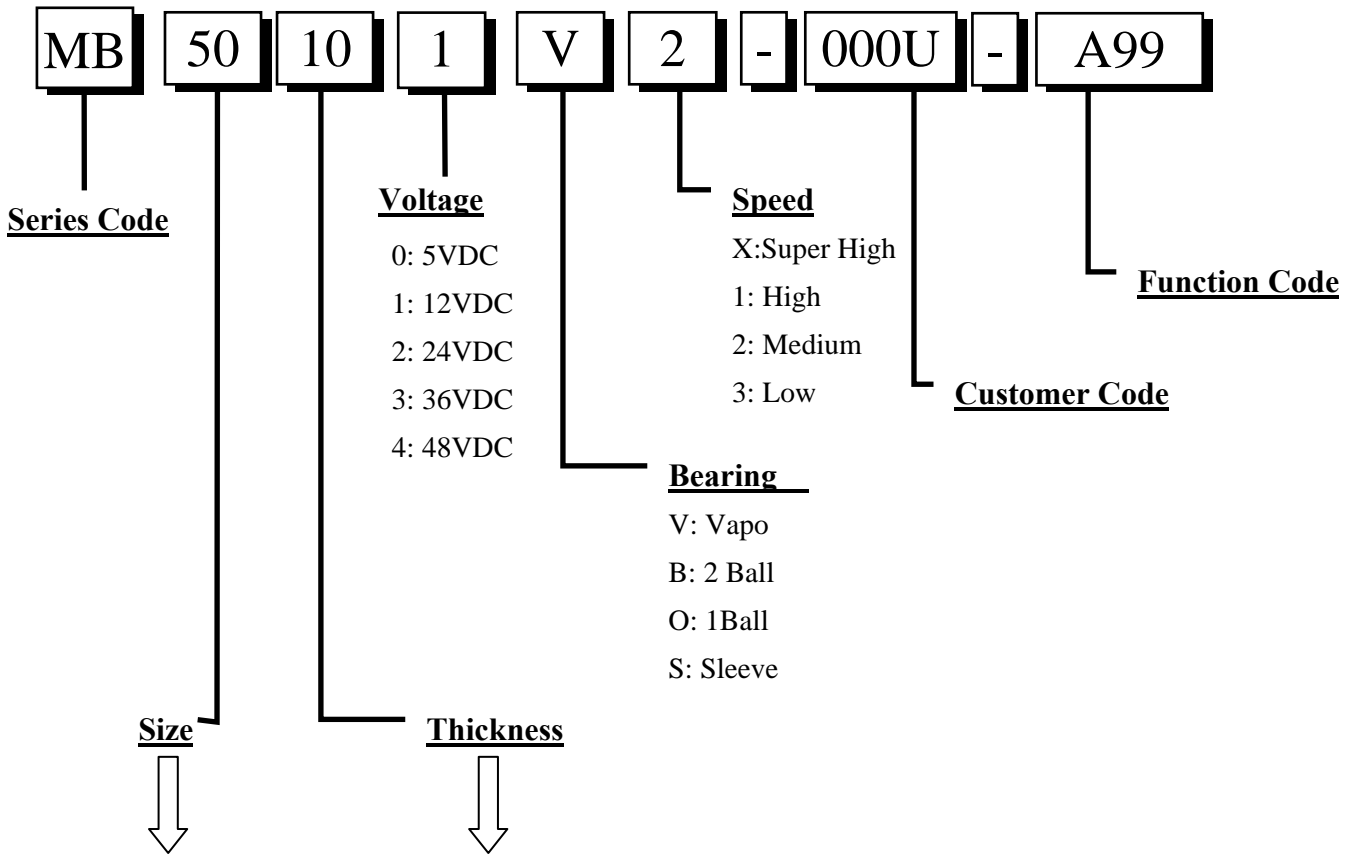 MB 50 10 1 V 2 - 000U - A99
Series Code
Voltage
0: 5VDC
1: 12VDC
2: 24VDC
3: 36VDC
4: 48VDC
Speed
X:Super High
1: High
2: Medium
3: Low
Function Code
Customer Code
Bearing
V: Vapo
B: 2 Ball
O: 1Ball
S: Sleeve
Size
Thickness